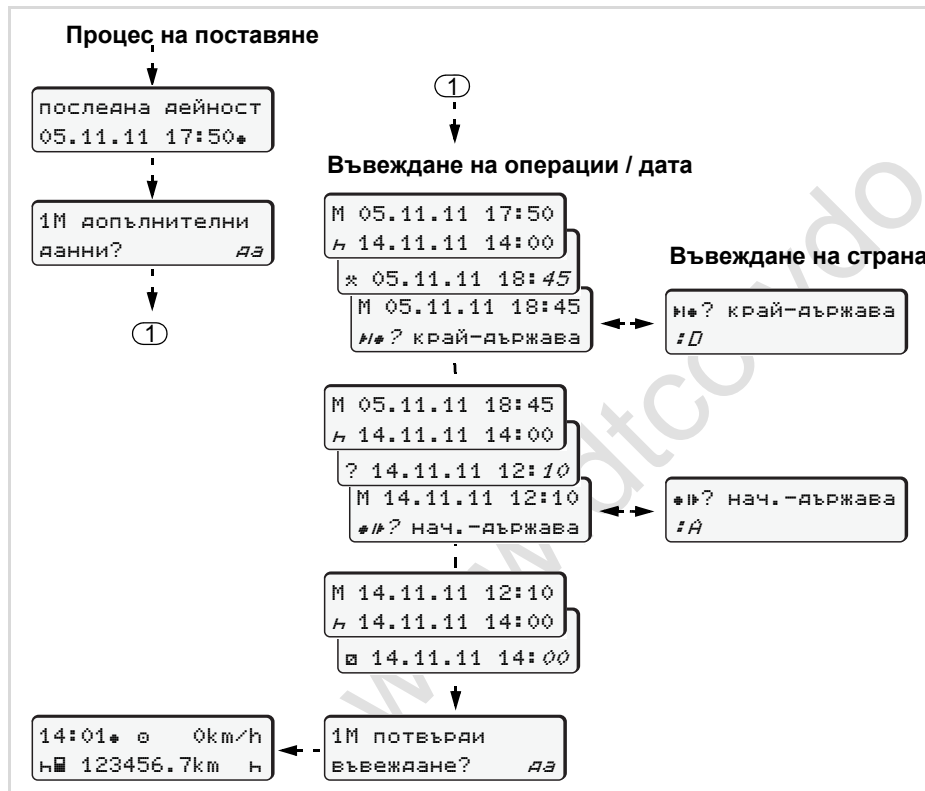 Процес на поставяне
последна дейност
05.11.11 17:50
1M допълнителни
данни? да
1
1
Въвеждане на операции / дата
M 05.11.11 17:50
14.11.11 14:00
05.11.11 18:45
M 05.11.11 18:45
? край-държава
Въвеждане на страна
? край-държава
:D
M 05.11.11 18:45
14.11.11 14:00
? 14.11.11 12:10
M 14.11.11 12:10
? нач.-държава
? нач.-държава
:A
M 14.11.11 12:10
14.11.11 14:00
14.11.11 14:00
1M потвърди
въвеждане? да
14:01 0km/h
123456.7km